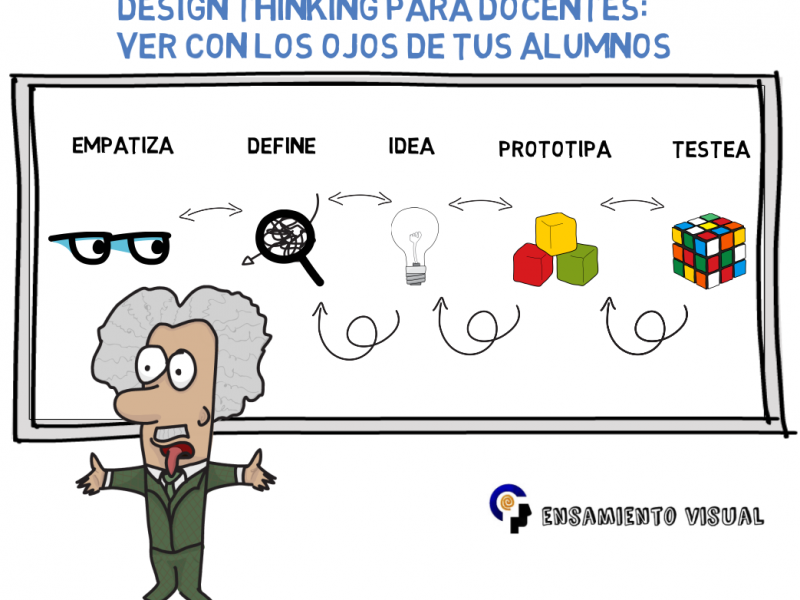 DESIGN THINKING PARA DOCENTES:
VER CON LOS OJOS DE TUS ALUMNOS
EMPATIZA DEFINE IDEA PROTOTIPA TESTEA
ENSAMIENTO VISUAL